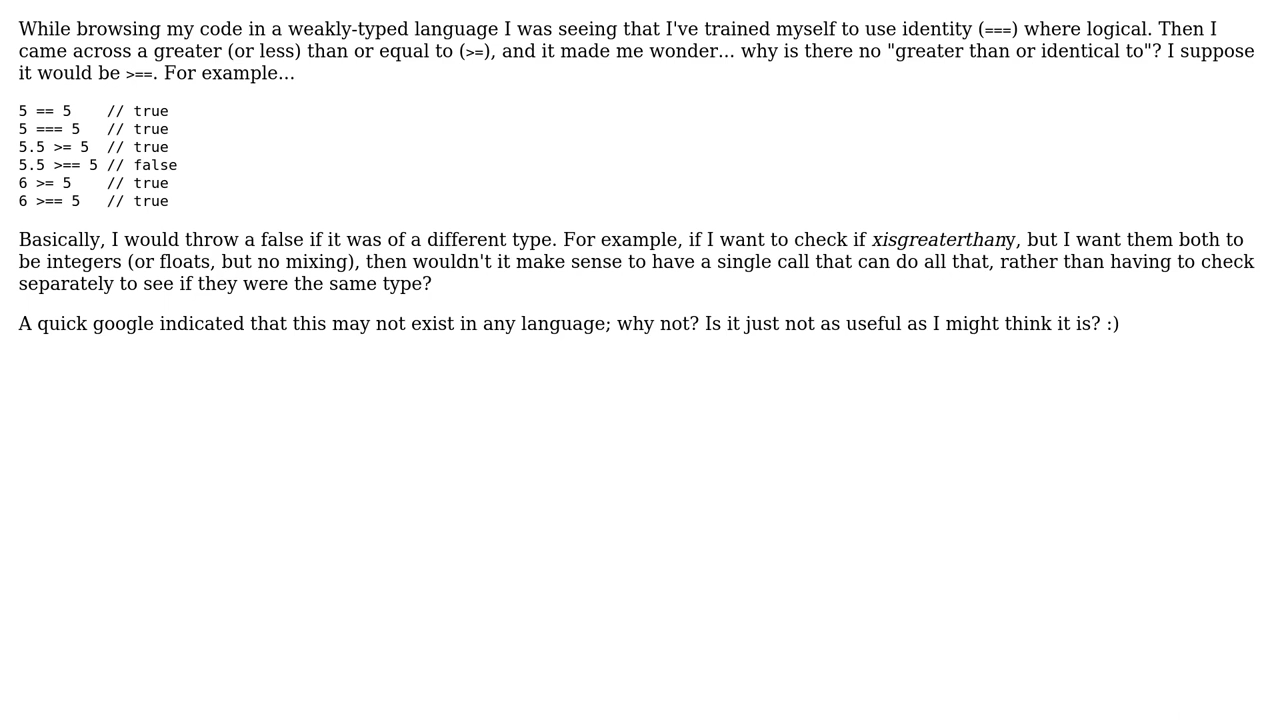 While browsing my code in a weakly-typed language I was seeing that I've trained myself to use identity (===) where logical. Then I
came across a greater (or less) than or equal to (>=), and it made me wonder... why is there no "greater than or identical to"? I suppose
it would be >==. For example...
5 == 5    // true
5 === 5   // true
5.5 >= 5  // true
5.5 >== 5 // false
6 >= 5    // true
6 >== 5   // true
Basically, I would throw a false if it was of a different type. For example, if I want to check if xisgreaterthany, but I want them both to
be integers (or floats, but no mixing), then wouldn't it make sense to have a single call that can do all that, rather than having to check
separately to see if they were the same type?
A quick google indicated that this may not exist in any language; why not? Is it just not as useful as I might think it is? :)